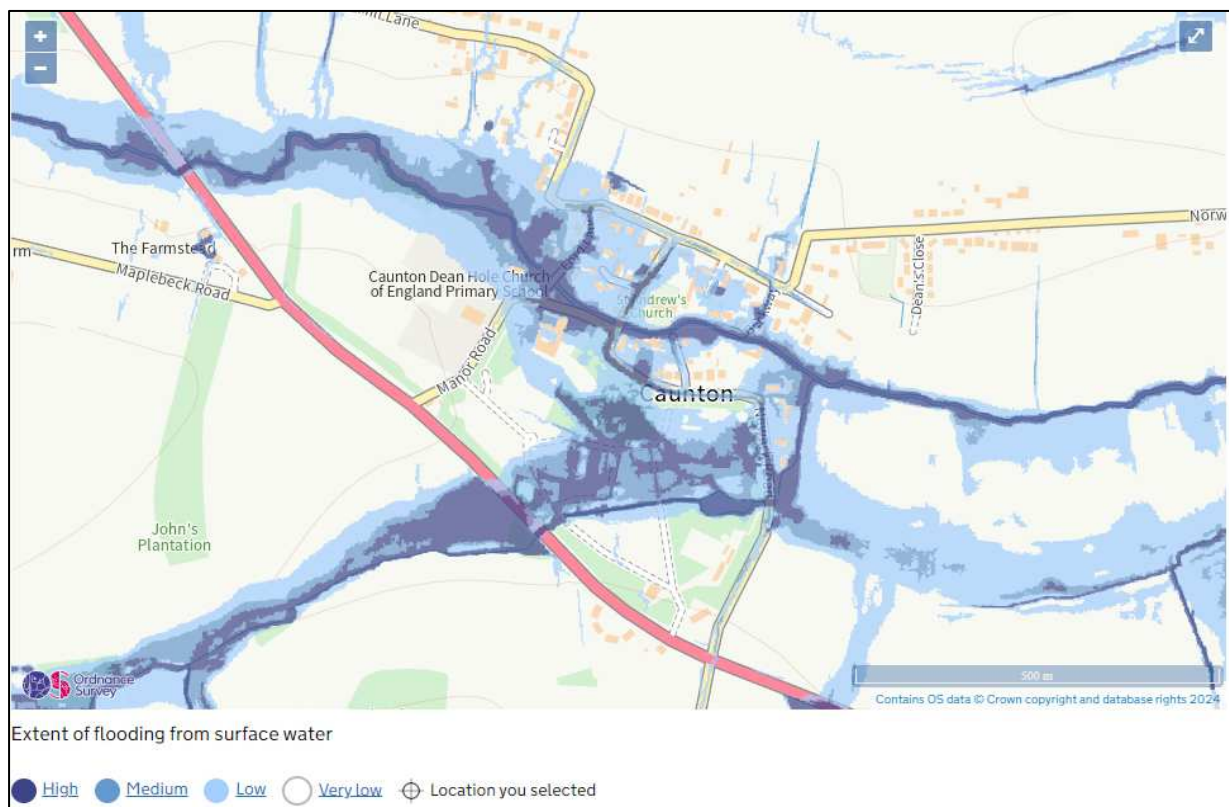 +
−
Lane
The Farmstead
rm
Maplebeck Road
Caunton Dean Hole Church
of England Primary School
St Andrew's
Church
Norw
Dean's Close
Manor Road
Caunton
John's
Plantation
Ordnance
Survey
500 m
Contains OS data © Crown copyright and database rights 2024
Extent of flooding from surface water
High Medium Low Very low Location you selected